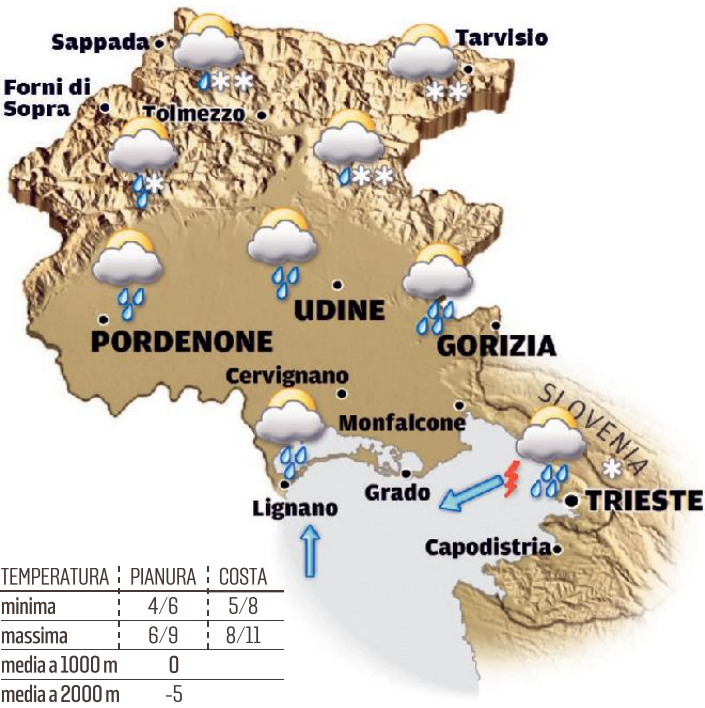 Sappada
Tarvisio
Forni di
Sopra
Tolmezzo
UDINE
PORDENONE
GORIZIA
Cervignano
Monfalcone
SLOVENIA
Lignano
Grado
TRIESTE
Capodistria
TEMPERATURA PIANURA COSTA
minima 4/6 5/8
massima 6/9 8/11
media a 1000 m 0
media a 2000 m -5